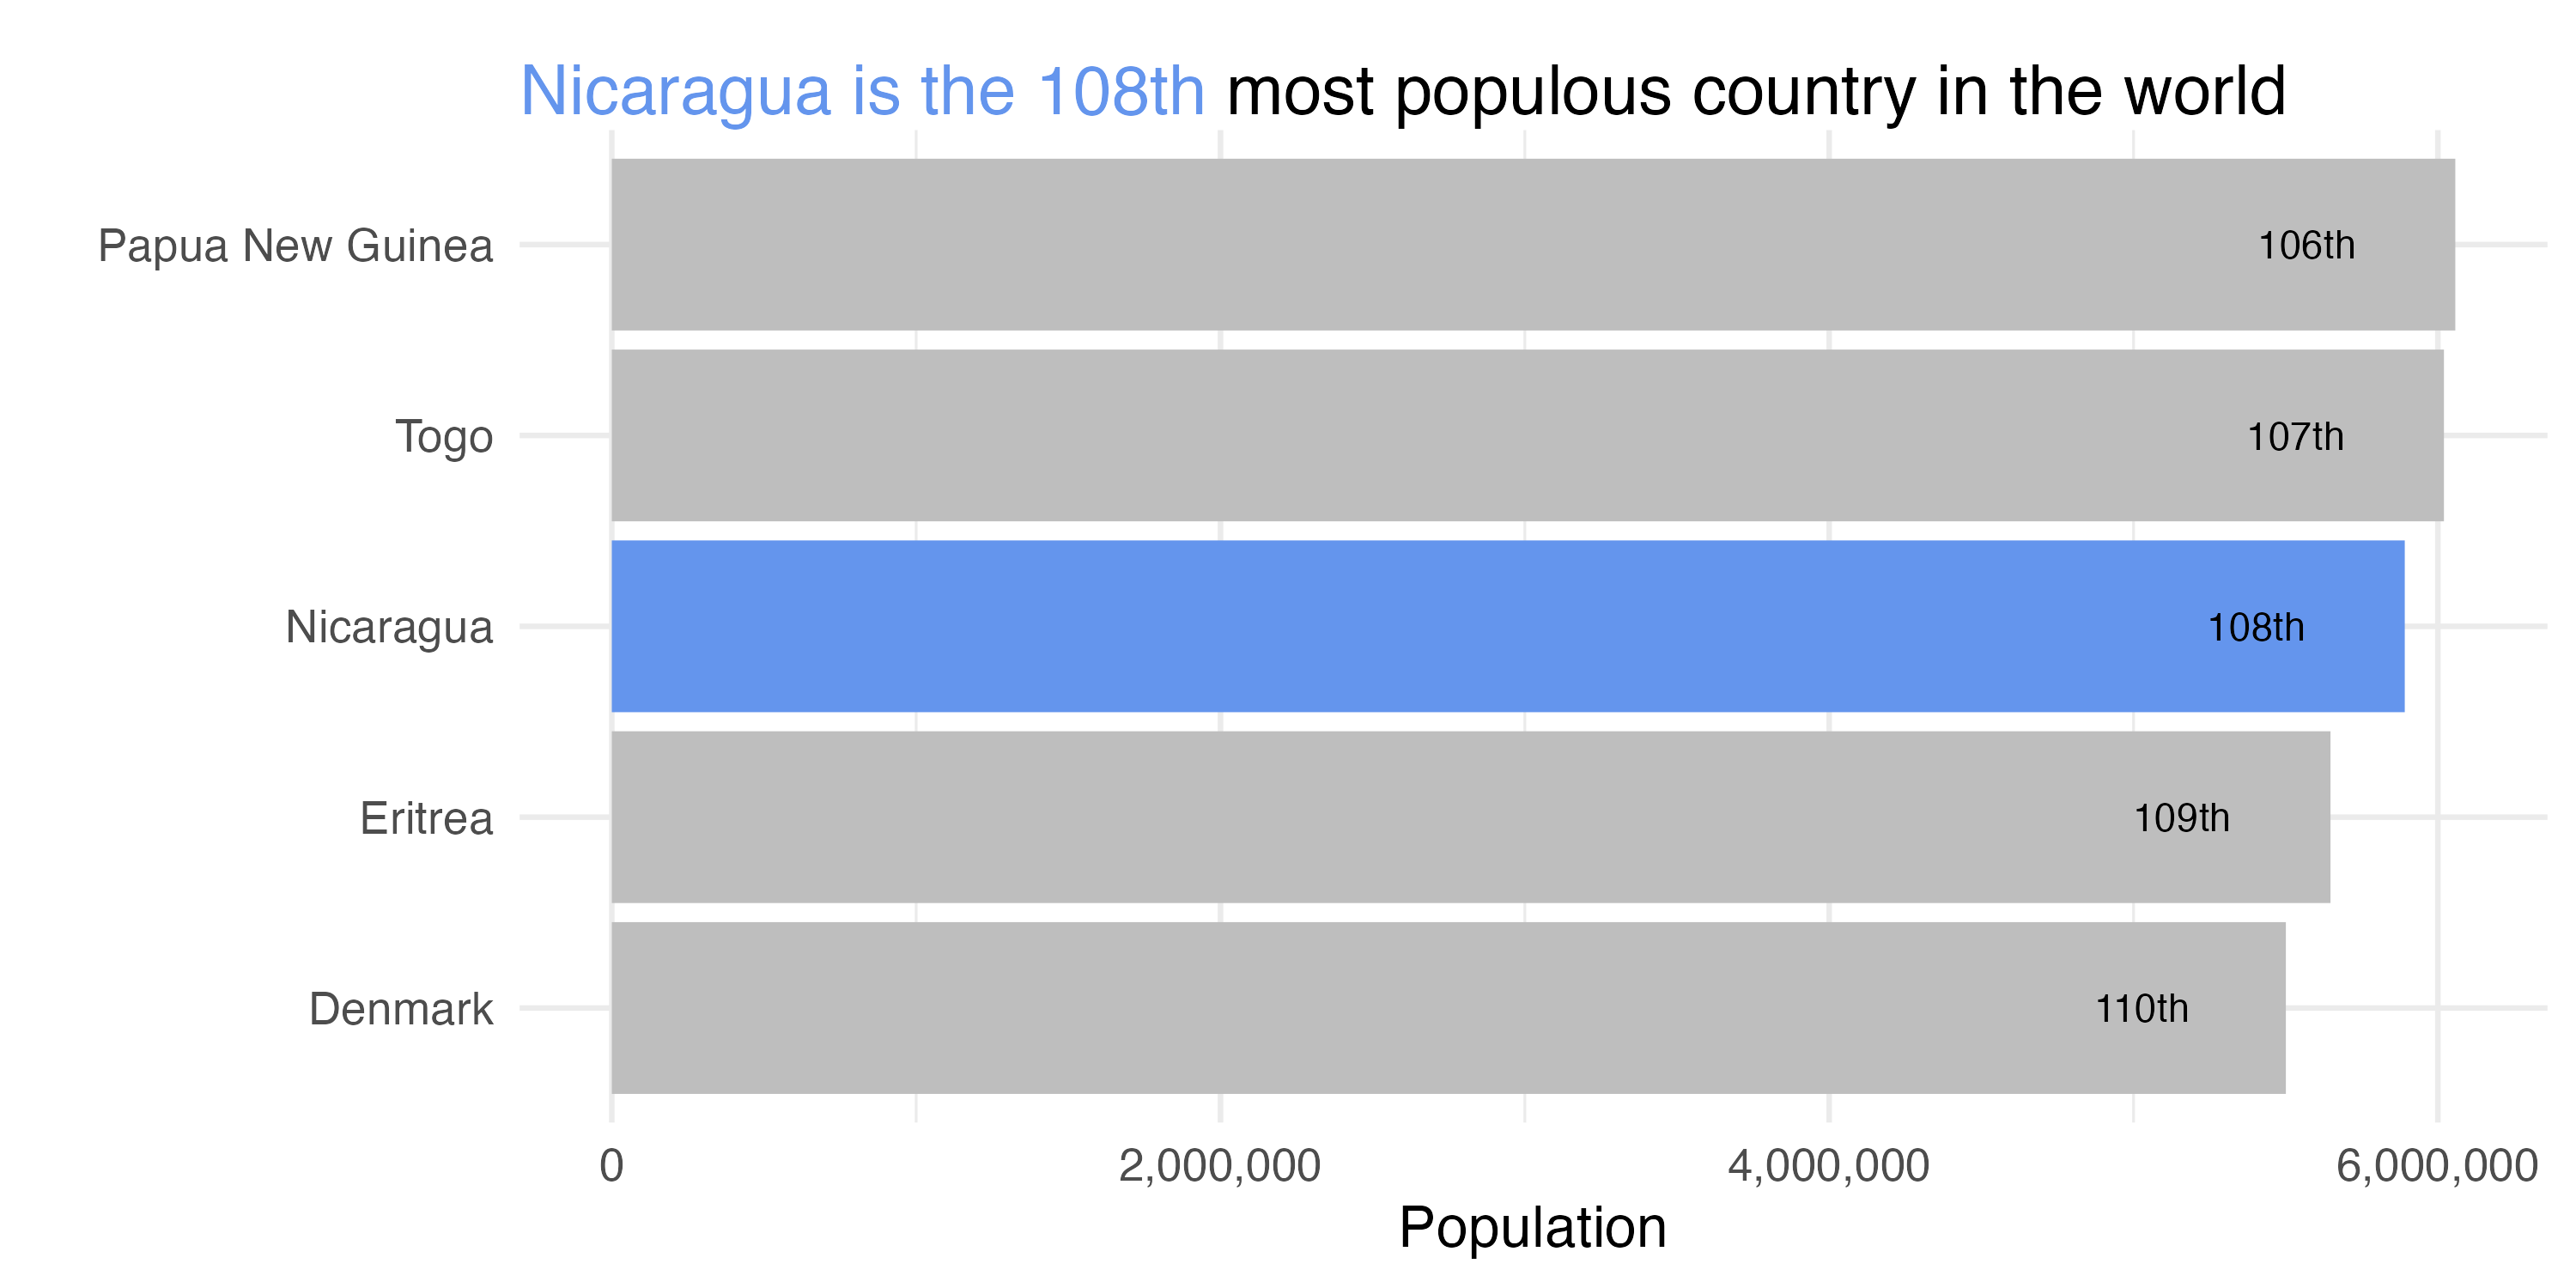 Nicaragua is the 108th most populous country in the world
Papua New Guinea
106th
Togo
107th
Nicaragua
108th
Eritrea
109th
Denmark
110th
0
2,000,000
4,000,000
6,000,000
Population